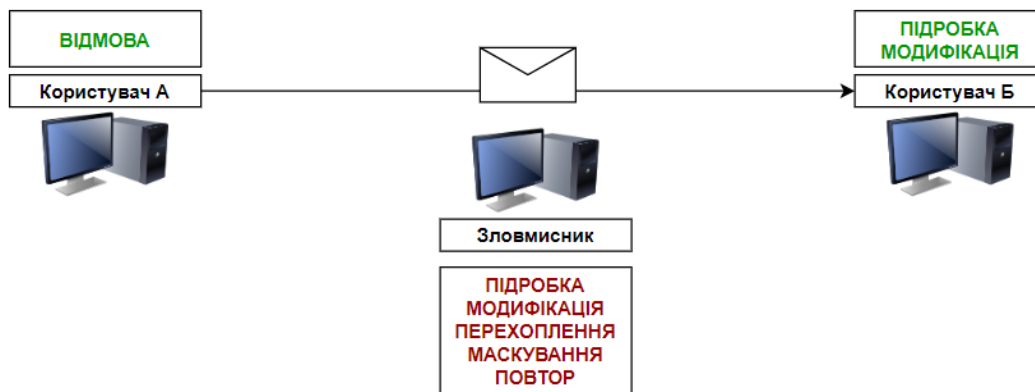 ВІДМОВА
Користувач А
ПІДРОБКА
МОДИФІКАЦІЯ
Користувач Б
Зловмисник
ПІДРОБКА
МОДИФІКАЦІЯ
ПЕРЕХОПЛЕННЯ
МАСКУВАННЯ
ПОВТОР